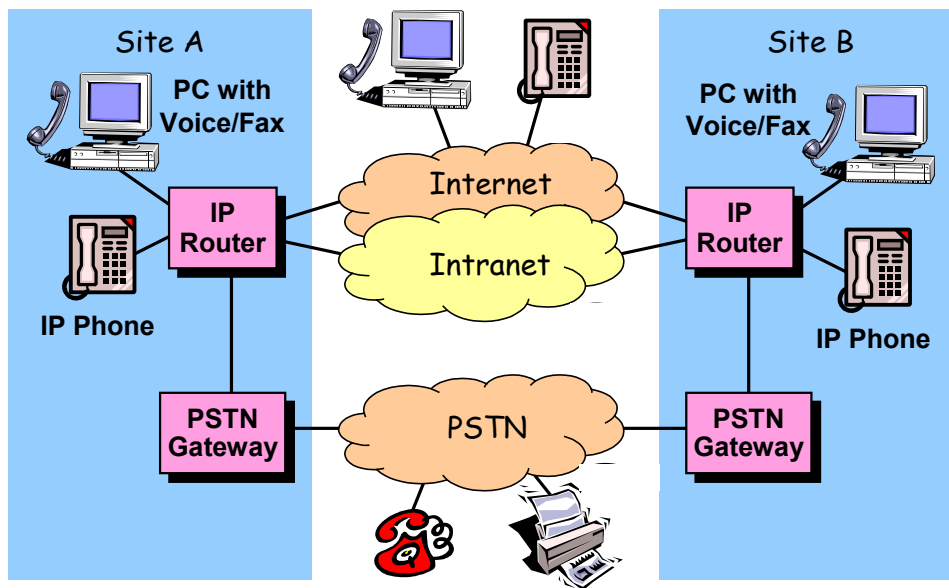 Site A
PC with
Voice/Fax
IP
Router
IP Phone
PSTN
Gateway
Internet
Intranet
PSTN
Site B
PC with
Voice/Fax
IP
Router
IP Phone
PSTN
Gateway